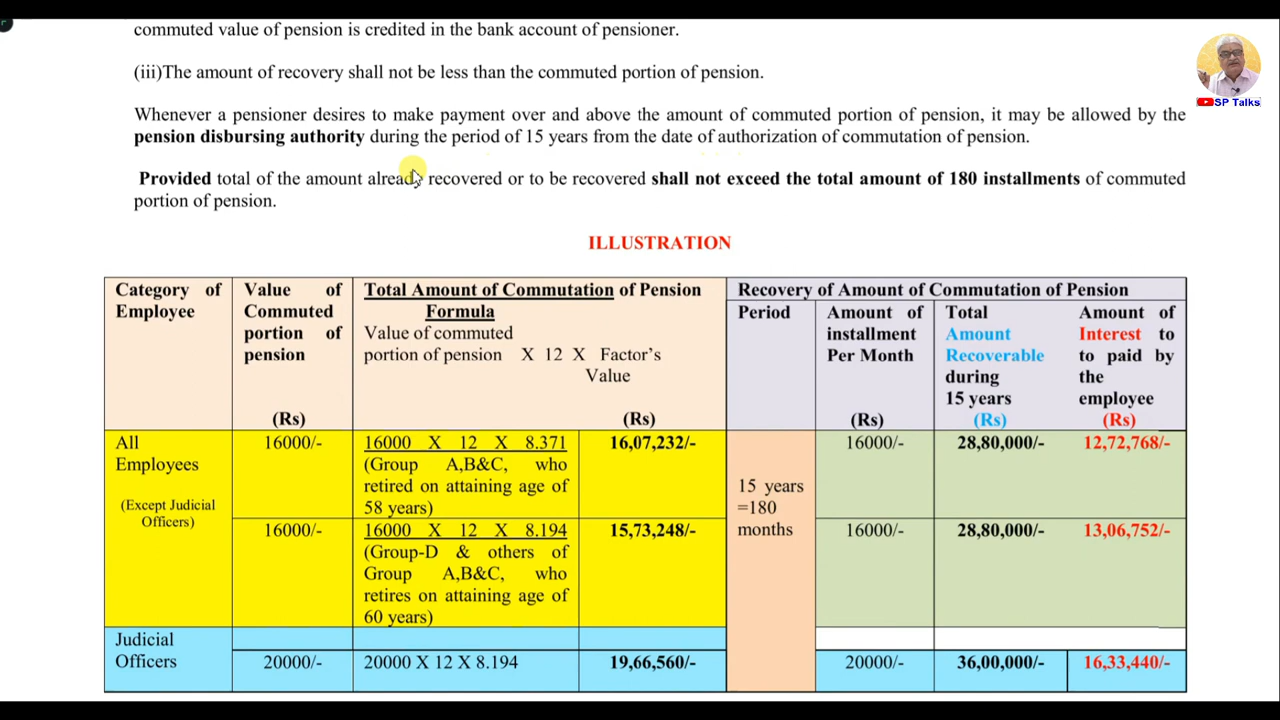 commuted value of pension is credited in the bank account of pensioner.
(iii)The amount of recovery shall not be less than the commuted portion of pension.
SP Talks
Whenever a pensioner desires to make payment over and above the amount of commuted portion of pension, it may be allowed by the
pension disbursing authority during the period of 15 years from the date of authorization of commutation of pension.
Provided total of the amount already recovered or to be recovered shall not exceed the total amount of 180 installments of commuted
portion of pension.
ILLUSTRATION
Category of
Employee
Value of
Commuted
portion of
pension
(Rs)
Total Amount of Commutation of Pension
Formula
Value of commuted
portion of pension X 12 X Factor's
Value
(Rs)
Recovery of Amount of Commutation of Pension
Period
Amount of
installment
Per Month
(Rs)
Total
Amount
Recoverable
during
15 years
(Rs)
Amount of
Interest to
to paid by
the
employee
(Rs)
All
Employees
(Except Judicial
Officers)
16000/-
16000 X 12 X 8.371
(Group A,B&C, who
retired on attaining age of
58 years)
16,07,232/-
15 years
=180
months
16000/-
28,80,000/-
12,72,768/-
16000/-
16000 X 12 X 8.194
(Group-D & others of
Group A,B&C, who
retires on attaining age of
60 years)
15,73,248/-
16000/-
28,80,000/-
13,06,752/-
Judicial
Officers
20000/-
20000 X 12 X 8.194
19,66,560/-
20000/-
36,00,000/-
16,33,440/-